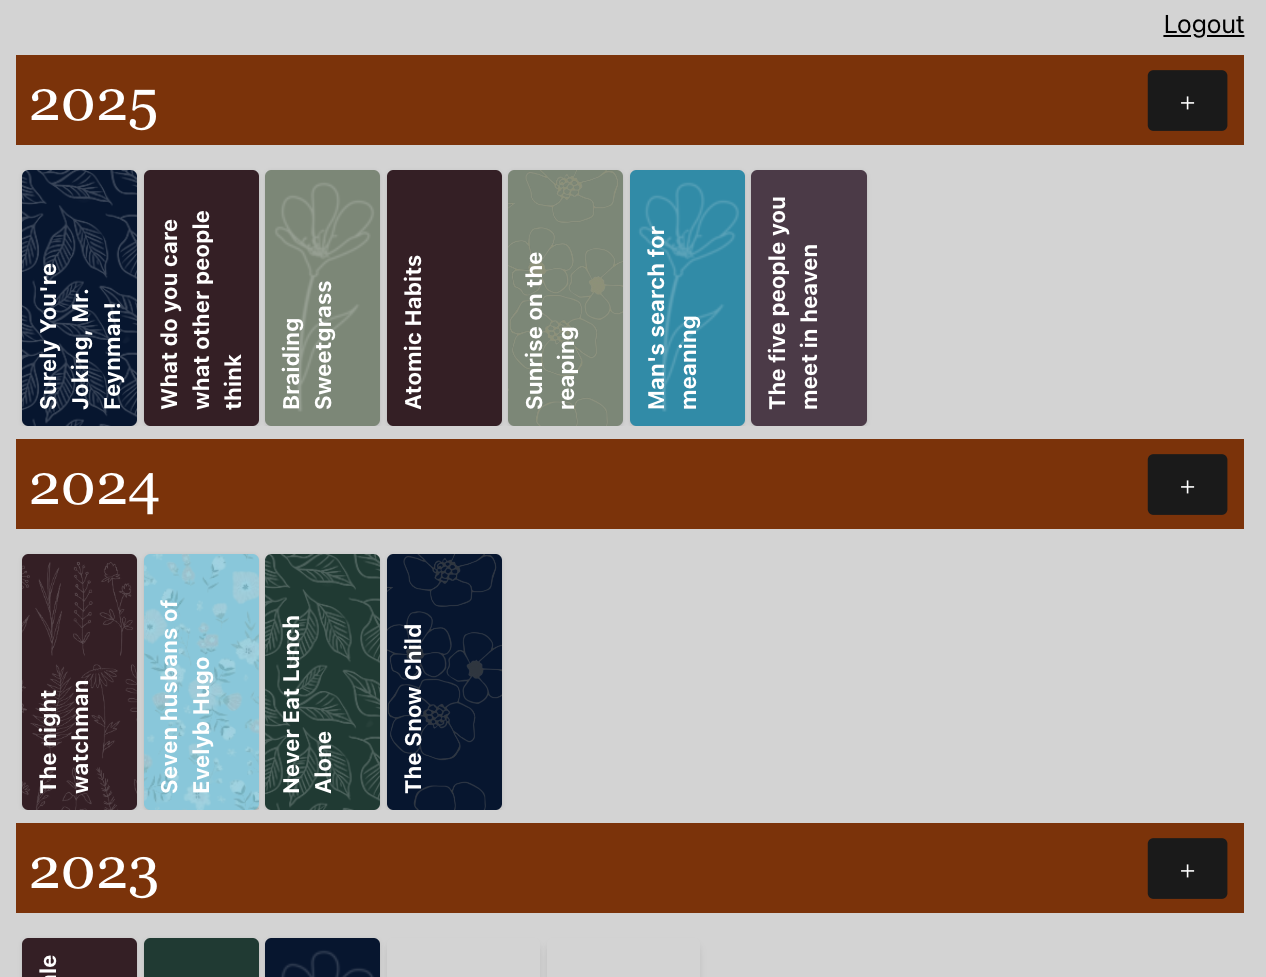 Logout
2025
+
Surely You're
Joking, Mr.
Feynman!
What do you care
what other people
think
Braiding
Sweetgrass
Atomic Habits
Sunrise on the
reaping
Man's search for
meaning
The five people you
meet in heaven
2024
+
The night
watchman
Seven husbans of
Evelyb Hugo
Never Eat Lunch
Alone
The Snow Child
2023
+